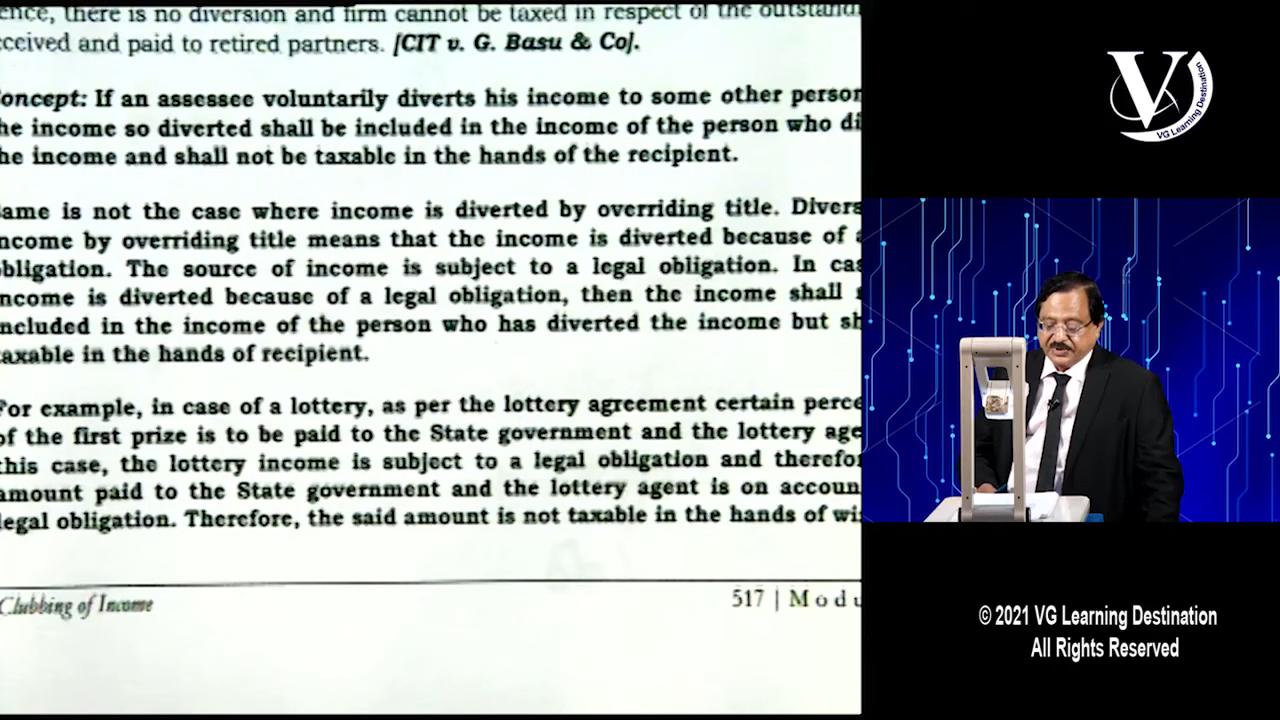 ence, there is no diversion and firm cannot be taxed in respect of the outstandi
ceived and paid to retired partners. [CIT v. G. Basu & Co].
oncept: If an assessee voluntarily diverts his income to some other person
he income so diverted shall be included in the income of the person who di
he income and shall not be taxable in the hands of the recipient.
ame is not the case where income is diverted by overriding title. Divers
ncome by overriding title means that the income is diverted because of a
bligation. The source of income is subject to a legal obligation. In cas
ncome is diverted because of a legal obligation, then the income shall
ncluded in the income of the person who has diverted the income but sh
taxable in the hands of recipient.
For example, in case of a lottery, as per the lottery agreement certain perce
of the first prize is to be paid to the State government and the lottery age
this case, the lottery income is subject to a legal obligation and therefor
amount paid to the State government and the lottery agent is on accoun
legal obligation. Therefore, the said amount is not taxable in the hands of wi
Clubbing of Income
517 | Modu
V
VG Learning Destination
© 2021 VG Learning Destination
All Rights Reserved